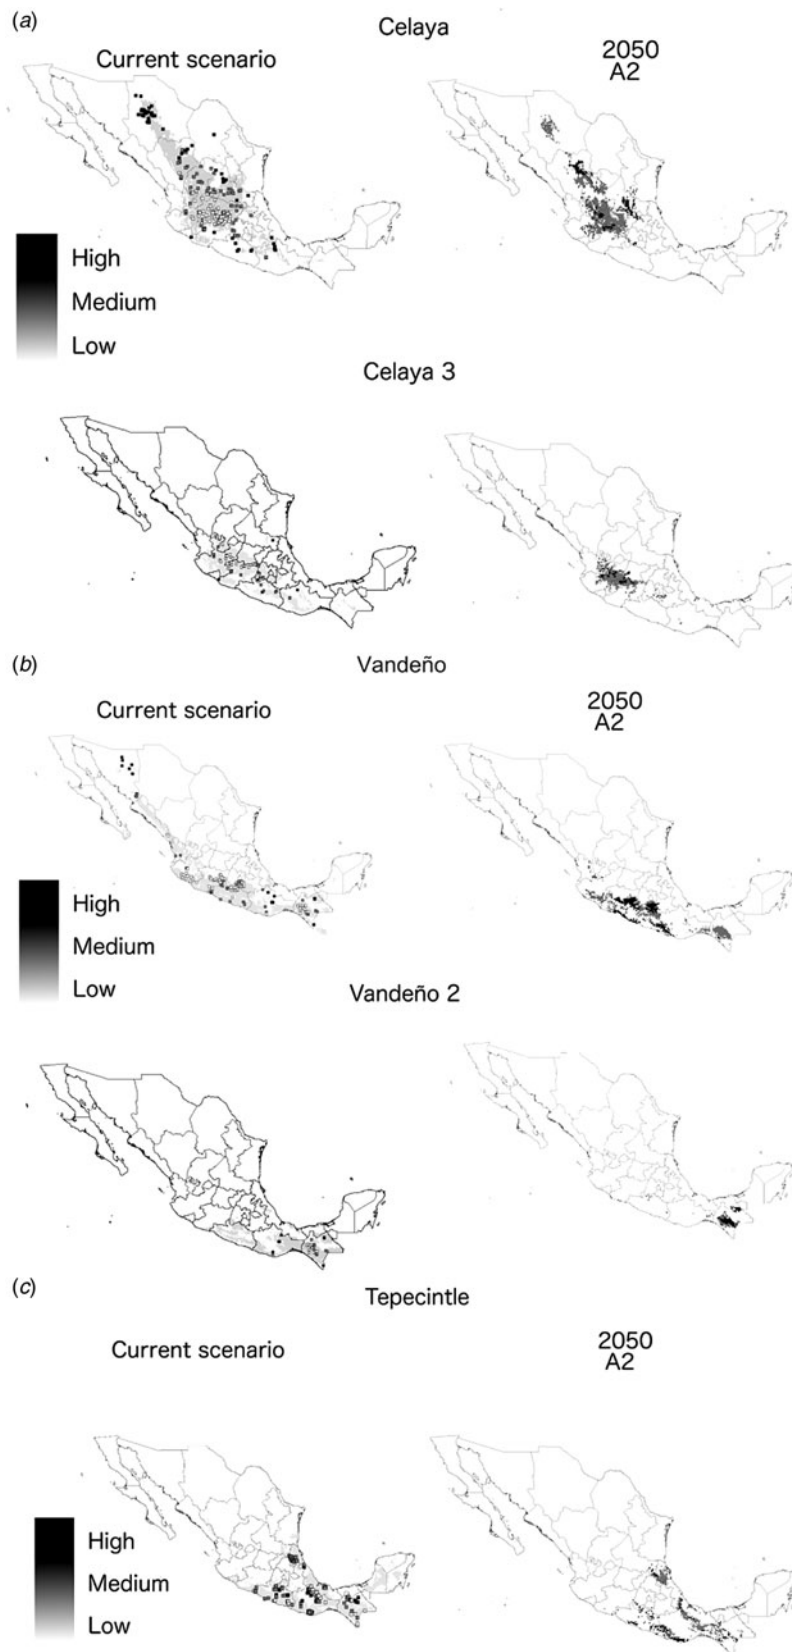 (a)
Celaya
Current scenario
2050
A2
High
Medium
Low
Celaya 3
(b)
Vandeño
Current scenario
2050
A2
High
Medium
Low
Vandeño 2
(c)
Tepecintle
Current scenario
2050
A2
High
Medium
Low